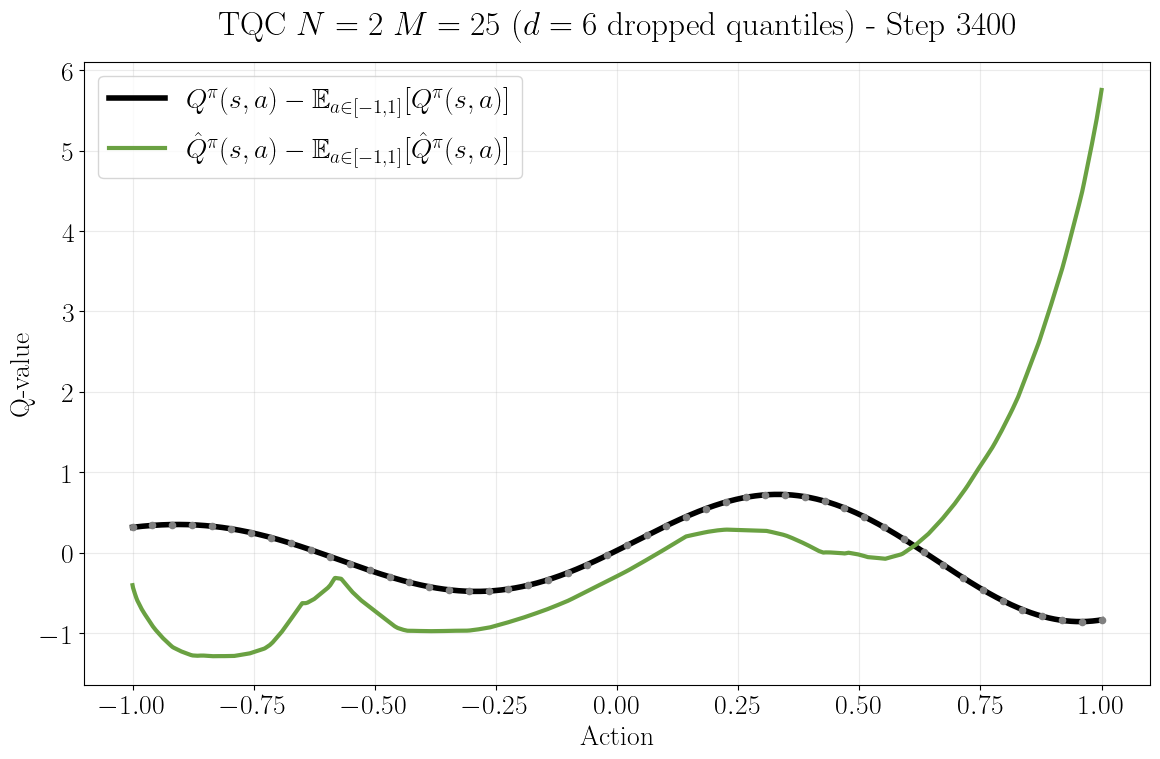 TQC N = 2 M = 25 (d = 6 dropped quantiles) - Step 3400
Q^π(s, a) − 𝔼_{a∈[−1,1]}[Q^π(s, a)]
Q̂^π(s, a) − 𝔼_{a∈[−1,1]}[Q̂^π(s, a)]
6
5
4
3
2
1
0
−1
Q-value
−1.00 −0.75 −0.50 −0.25 0.00 0.25 0.50 0.75 1.00
Action